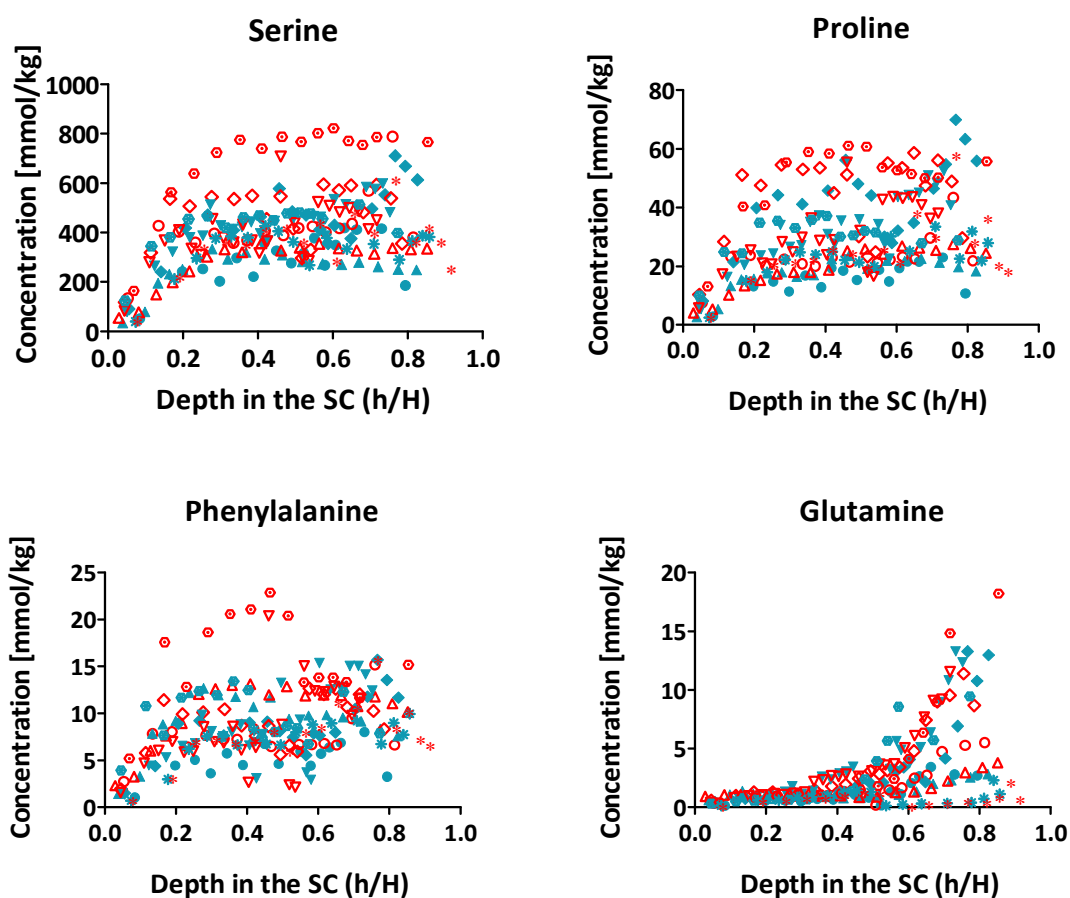 Serine
Concentration [mmol/kg]
1000
800
600
400
200
0
0.0 0.2 0.4 0.6 0.8 1.0
Depth in the SC (h/H)
Proline
Concentration [mmol/kg]
80
60
40
20
0
0.0 0.2 0.4 0.6 0.8 1.0
Depth in the SC (h/H)
Phenylalanine
Concentration [mmol/kg]
25
20
15
10
5
0
0.0 0.2 0.4 0.6 0.8 1.0
Depth in the SC (h/H)
Glutamine
Concentration [mmol/kg]
20
15
10
5
0
0.0 0.2 0.4 0.6 0.8 1.0
Depth in the SC (h/H)